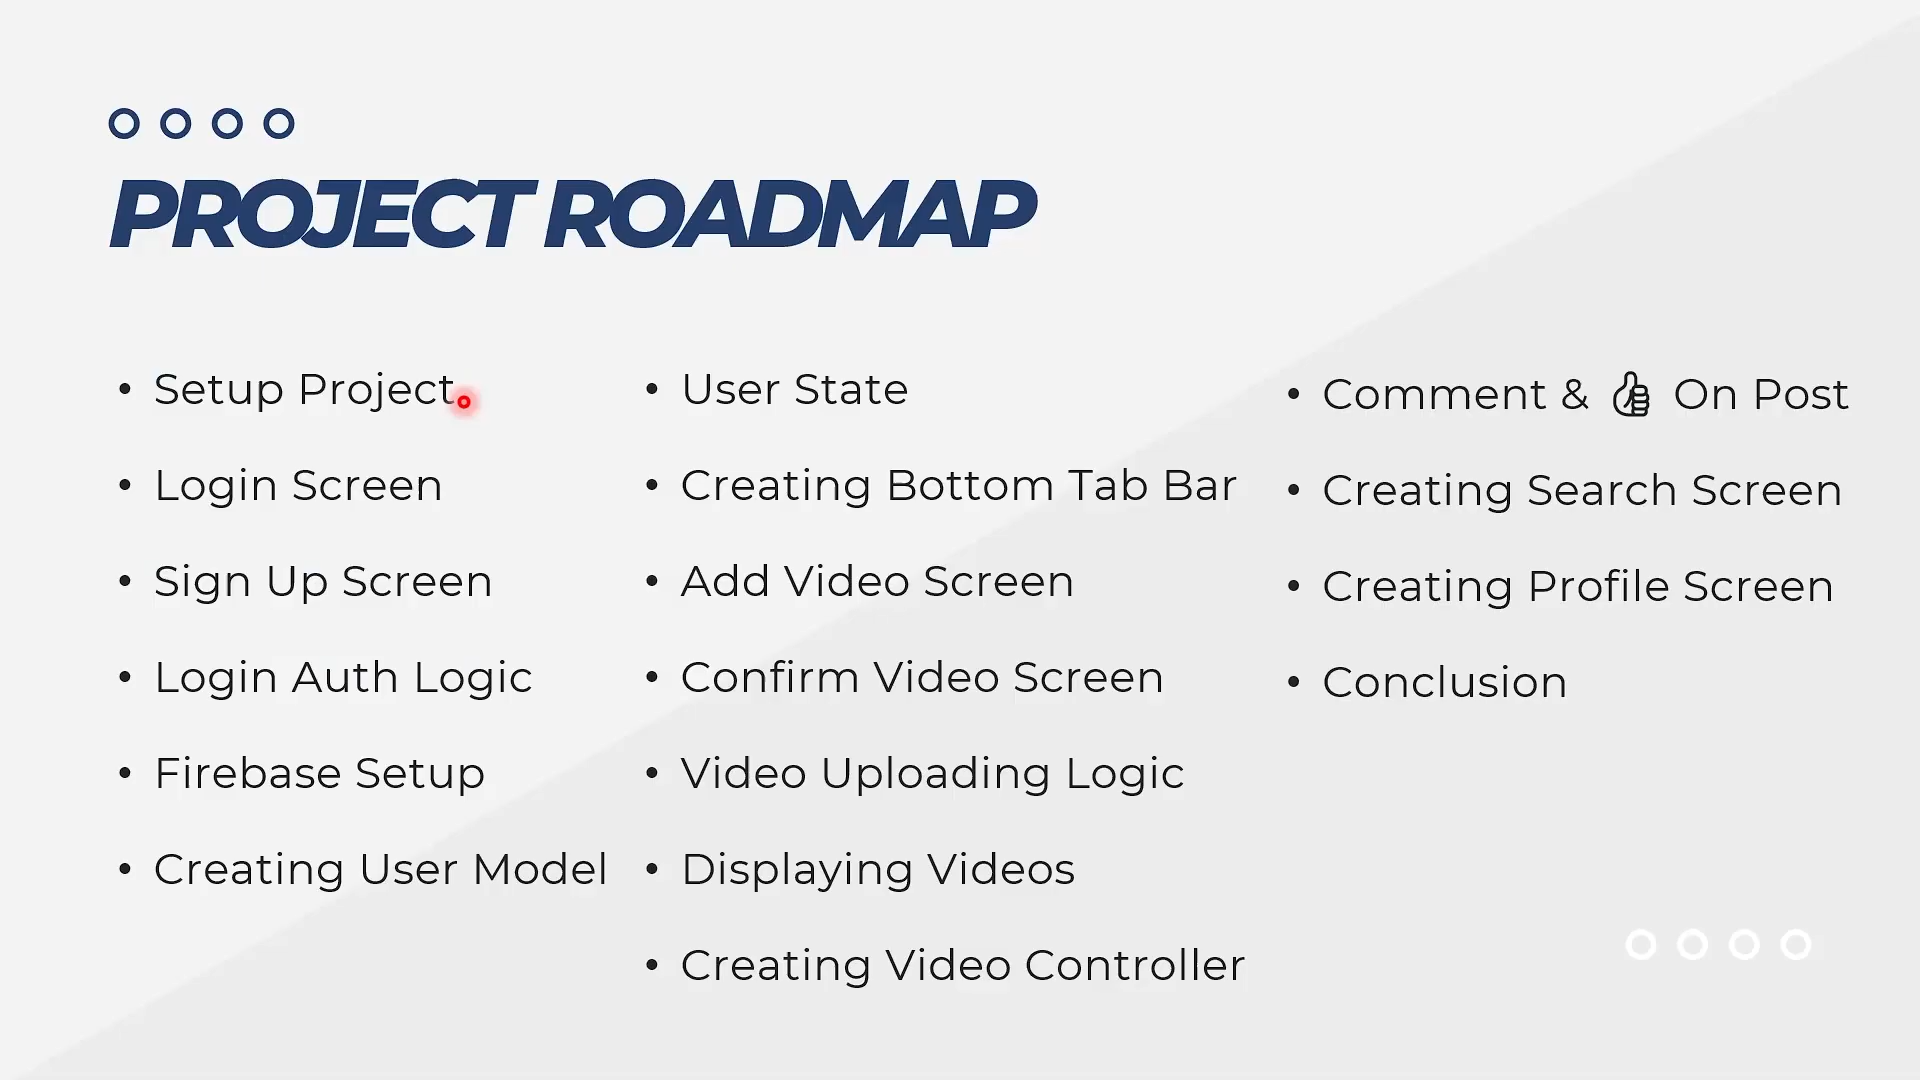 PROJECT ROADMAP
• Setup Project
• Login Screen
• Sign Up Screen
• Login Auth Logic
• Firebase Setup
• Creating User Model
• User State
• Creating Bottom Tab Bar
• Add Video Screen
• Confirm Video Screen
• Video Uploading Logic
• Displaying Videos
• Creating Video Controller
• Comment & 👍 On Post
• Creating Search Screen
• Creating Profile Screen
• Conclusion